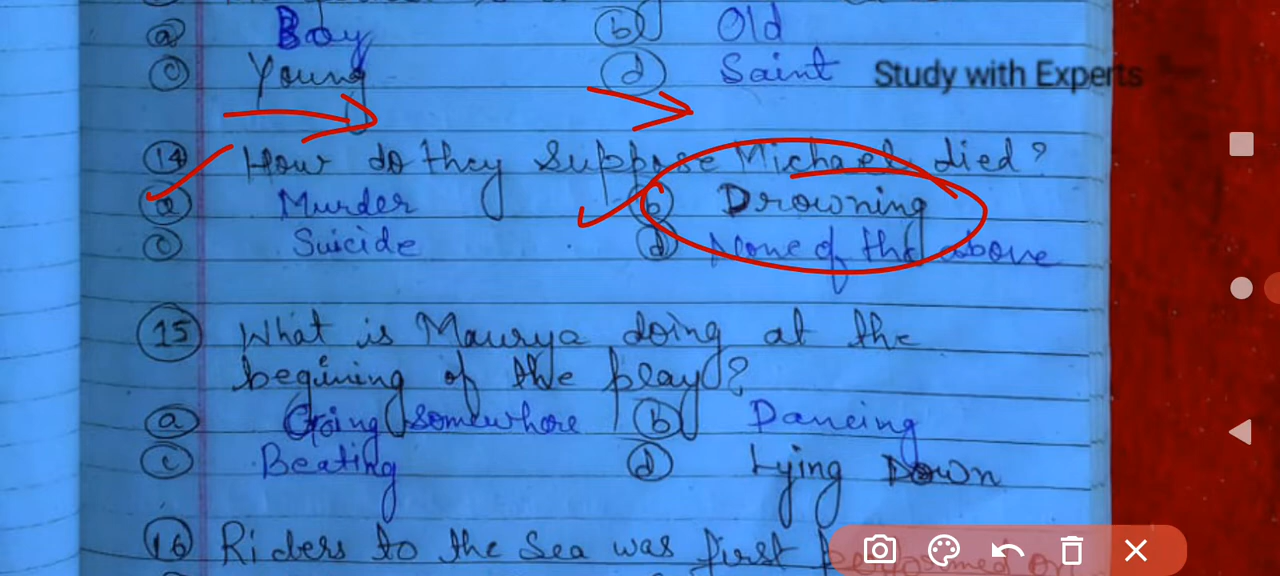 (a) Boy (b) Old
(c) Young (d) Saint Study with Experts
(14) How do they suppose Michael died?
(a) Murder (b) Drowning
(c) Suicide (d) None of the above
(15) What is Maurya doing at the
begining of the play?
(a) Going somewhore (b) Dancing
(c) Beating (d) Lying Down
(16) Riders to the Sea was first